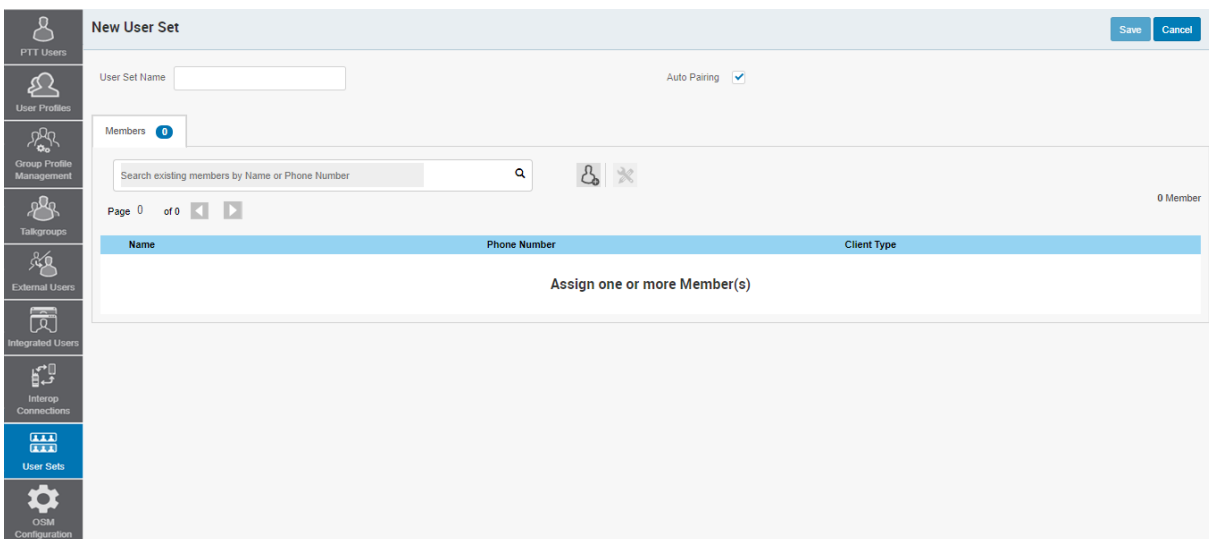 PTT Users
User Profiles
Group Profile
Management
Talkgroups
External Users
Integrated Users
Interop
Connections
User Sets
OSM
Configuration
New User Set
Save Cancel
User Set Name
Auto Pairing
Members 0
Search existing members by Name or Phone Number
Page 0 of 0
0 Member
Name Phone Number Client Type
Assign one or more Member(s)